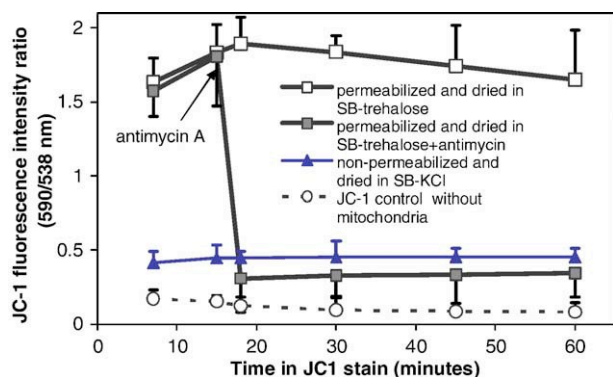 JC-1 fluorescence intensity ratio
(590/538 nm)
2
1.5
1
0.5
0
antimycin A
permeabilized and dried in
SB-trehalose
permeabilized and dried in
SB-trehalose+antimycin
non-permeabilized and
dried in SB-KCl
JC-1 control without
mitochondria
0 10 20 30 40 50 60
Time in JC1 stain (minutes)